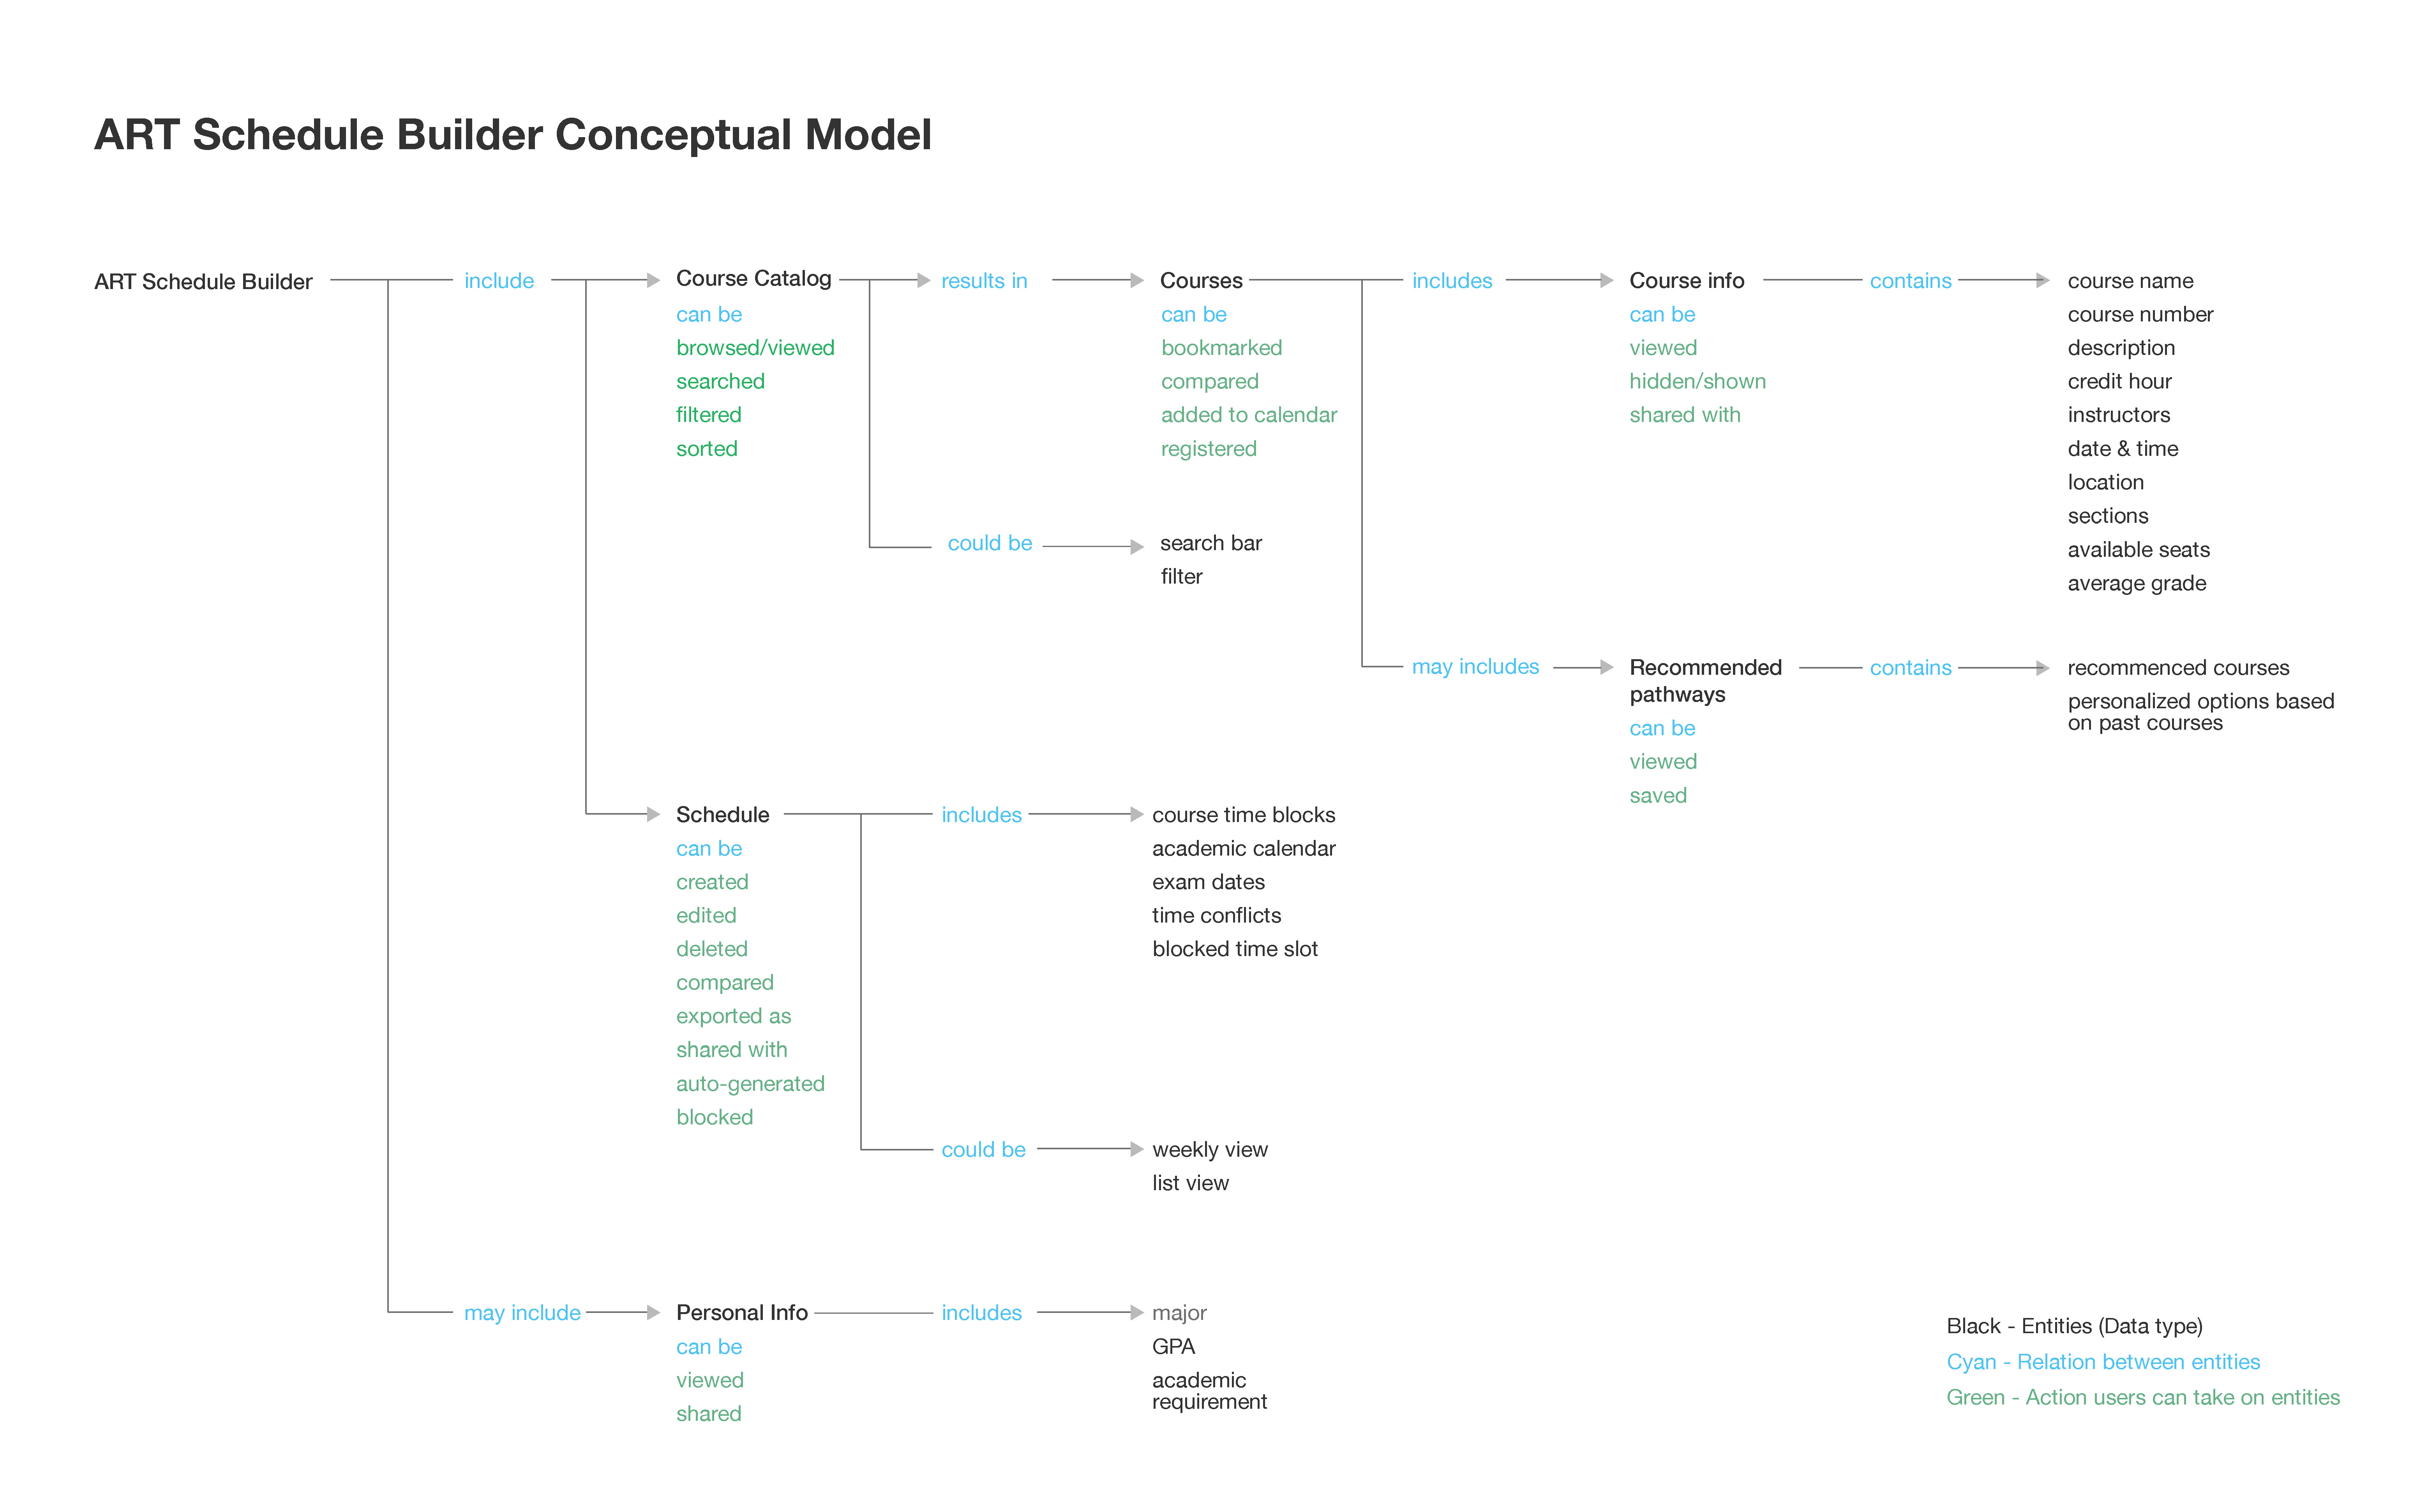 ART Schedule Builder Conceptual Model
ART Schedule Builder
include
Course Catalog
can be
browsed/viewed
searched
filtered
sorted
results in
Courses
can be
bookmarked
compared
added to calendar
registered
includes
Course info
can be
viewed
hidden/shown
shared with
contains
course name
course number
description
credit hour
instructors
date & time
location
sections
available seats
average grade
could be
search bar
filter
may includes
Recommended
pathways
can be
viewed
saved
contains
recommenced courses
personalized options based
on past courses
Schedule
can be
created
edited
deleted
compared
exported as
shared with
auto-generated
blocked
includes
course time blocks
academic calendar
exam dates
time conflicts
blocked time slot
could be
weekly view
list view
may include
Personal Info
can be
viewed
shared
includes
major
GPA
academic
requirement
Black - Entities (Data type)
Cyan - Relation between entities
Green - Action users can take on entities